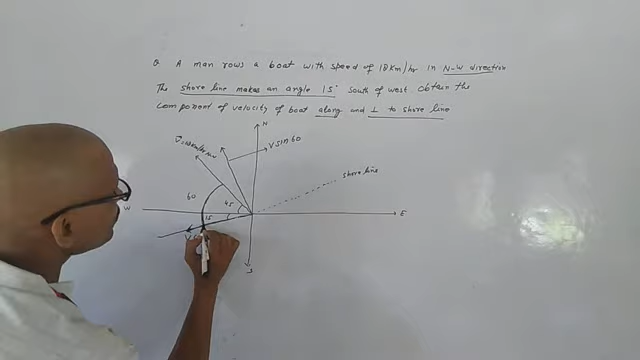 Q. A man rows a boat with speed of 18Km/hr in N-W direction
The shore line makes an angle 15° South of west. Obtain the
component of velocity of boat along and ⊥ to shore line
N
V sin 60
shore line
60
45
W
15
E
S